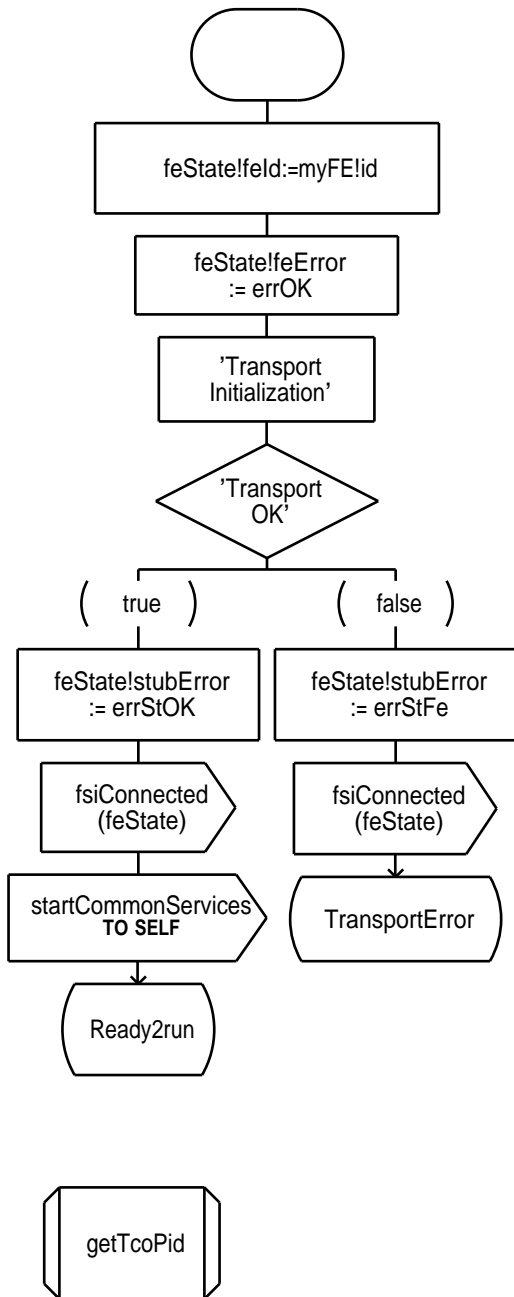 feState!feId:=myFE!id
feState!feError
:= errOK
’Transport
Initialization’
’Transport
OK’
( true )
( false )
feState!stubError
:= errStOK
feState!stubError
:= errStFe
fsiConnected
(feState)
fsiConnected
(feState)
startCommonServices
TO SELF
TransportError
Ready2run
getTcoPid